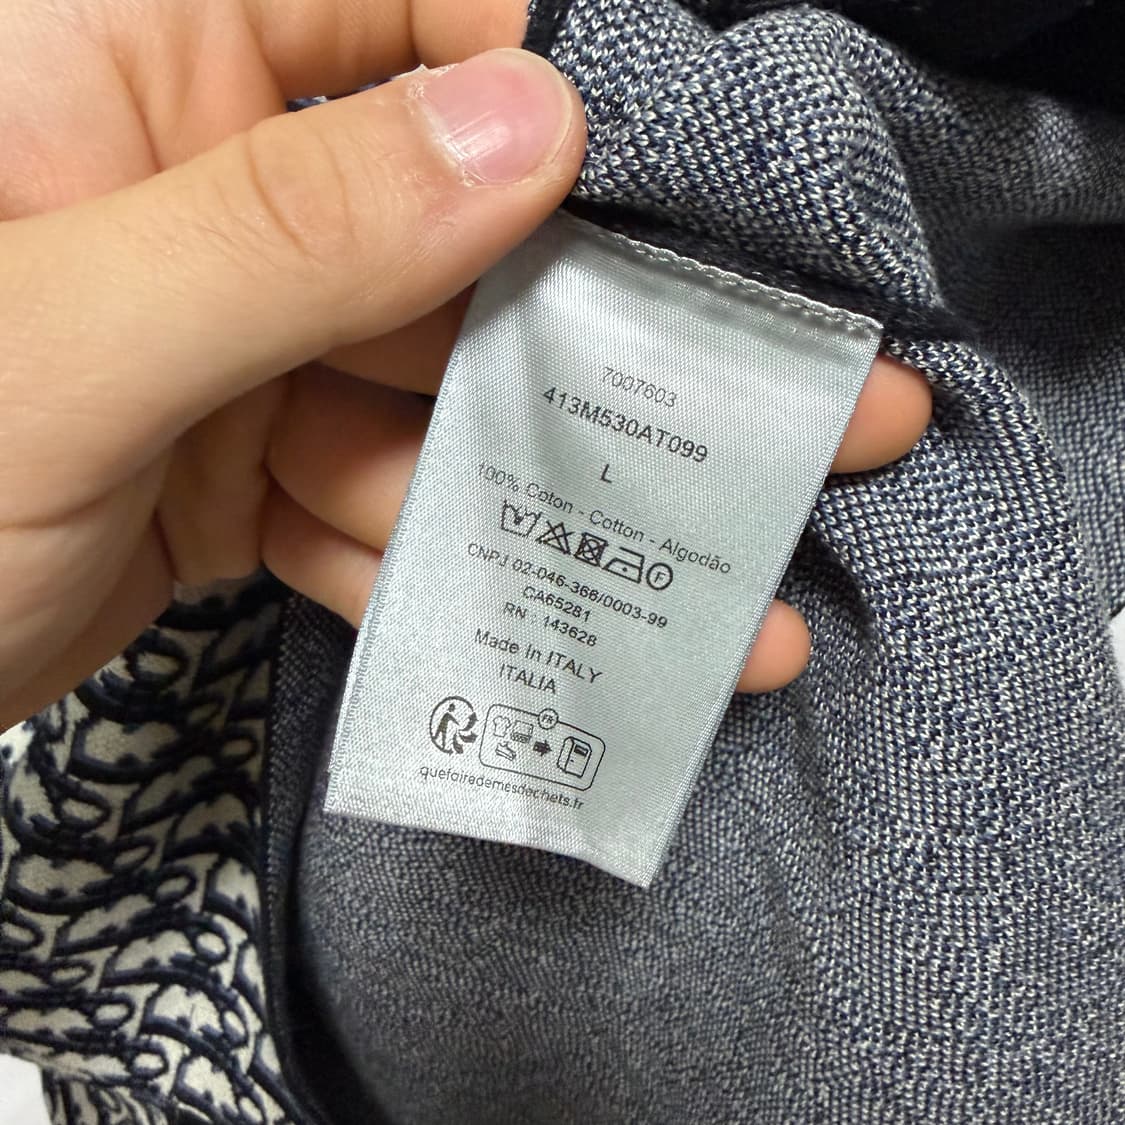 7007603
413M530AT099
L
100% Coton - Cotton - Algodão
F
CNPJ 02-046-366/0003-99
CA65281
RN : 143628
Made in ITALY
ITALIA
FR
quefairedemesdechets.fr